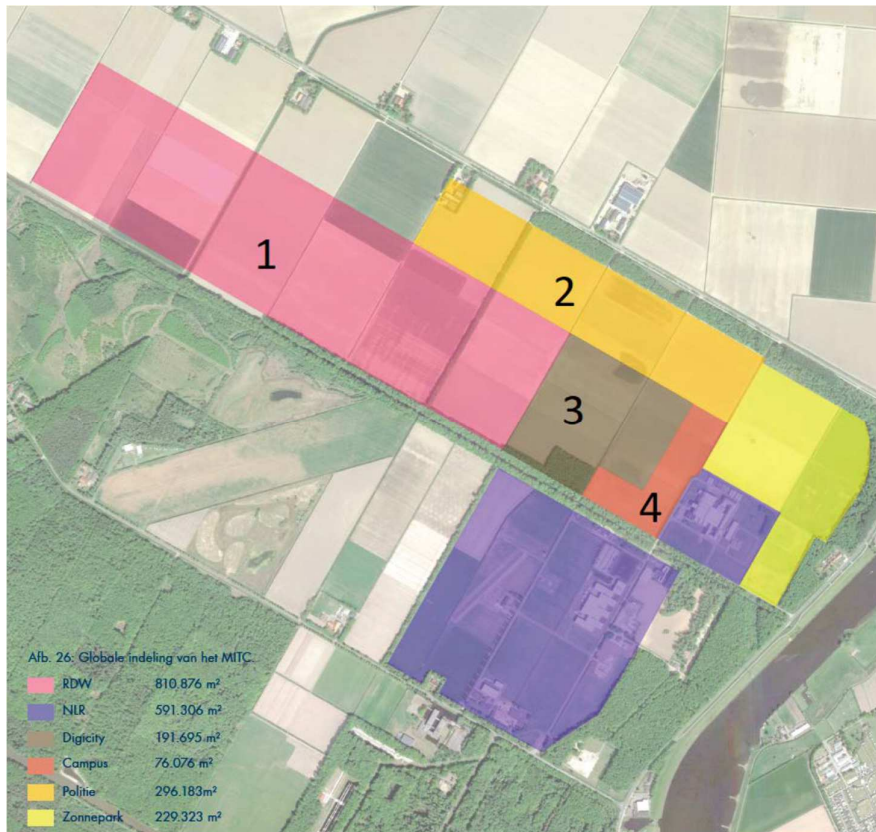 1
2
3
4
Afb. 26: Globale indeling van het MITC.
RDW 810.876 m²
NLR 591.306 m²
Digicity 191.695 m²
Campus 76.076 m²
Politie 296.183m²
Zonnepark 229.323 m²